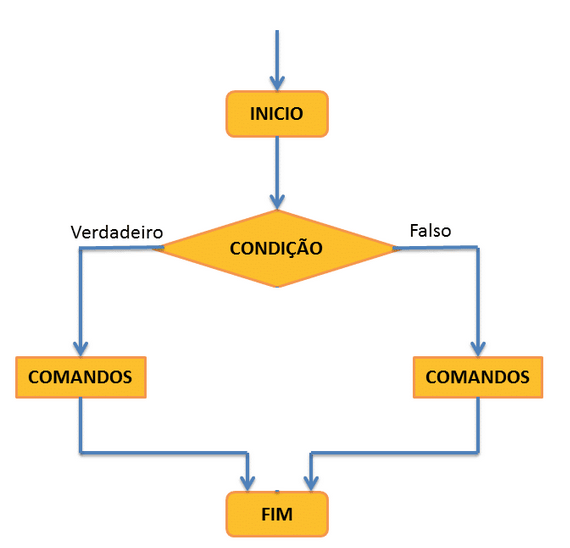 INICIO
Verdadeiro
CONDIÇÃO
Falso
COMANDOS
COMANDOS
FIM